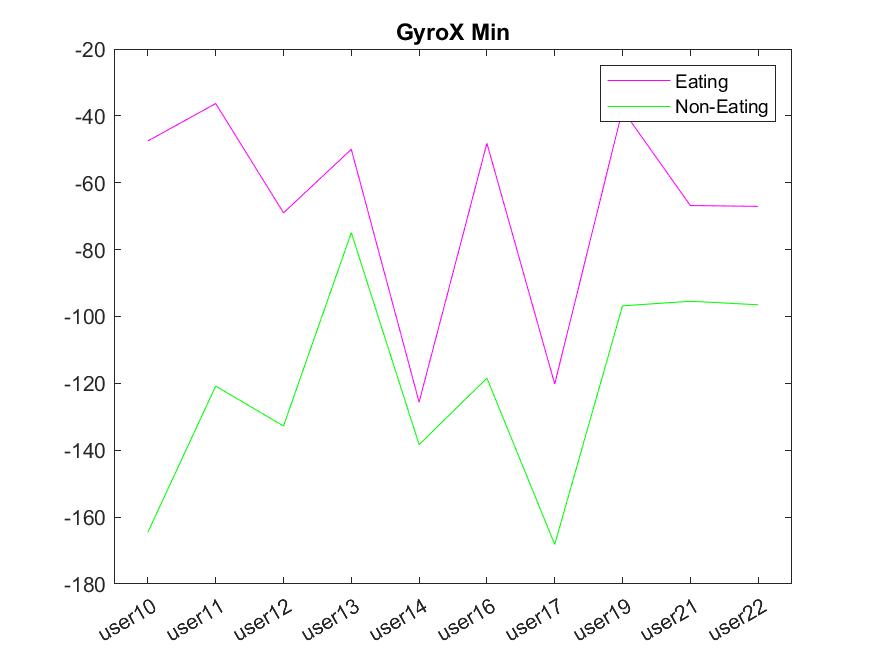 GyroX Min
-20
-40
-60
-80
-100
-120
-140
-160
-180
Eating
Non-Eating
user10
user11
user12
user13
user14
user16
user17
user19
user21
user22